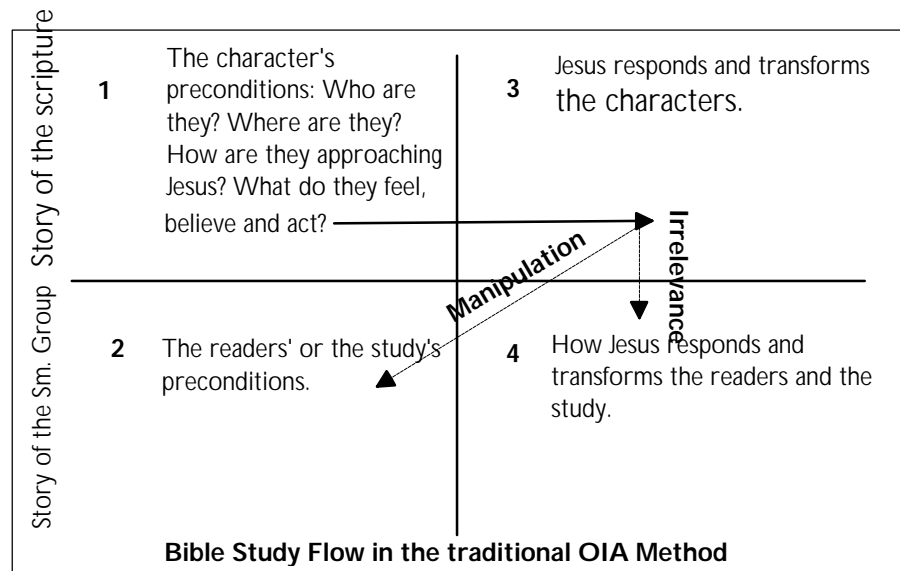 Story of the scripture
1
The character's
preconditions: Who are
they? Where are they?
How are they approaching
Jesus? What do they feel,
believe and act?
3
Jesus responds and transforms
the characters.
Manipulation
Irrelevance
Story of the Sm. Group
2
The readers' or the study's
preconditions.
4
How Jesus responds and
transforms the readers and the
study.
Bible Study Flow in the traditional OIA Method